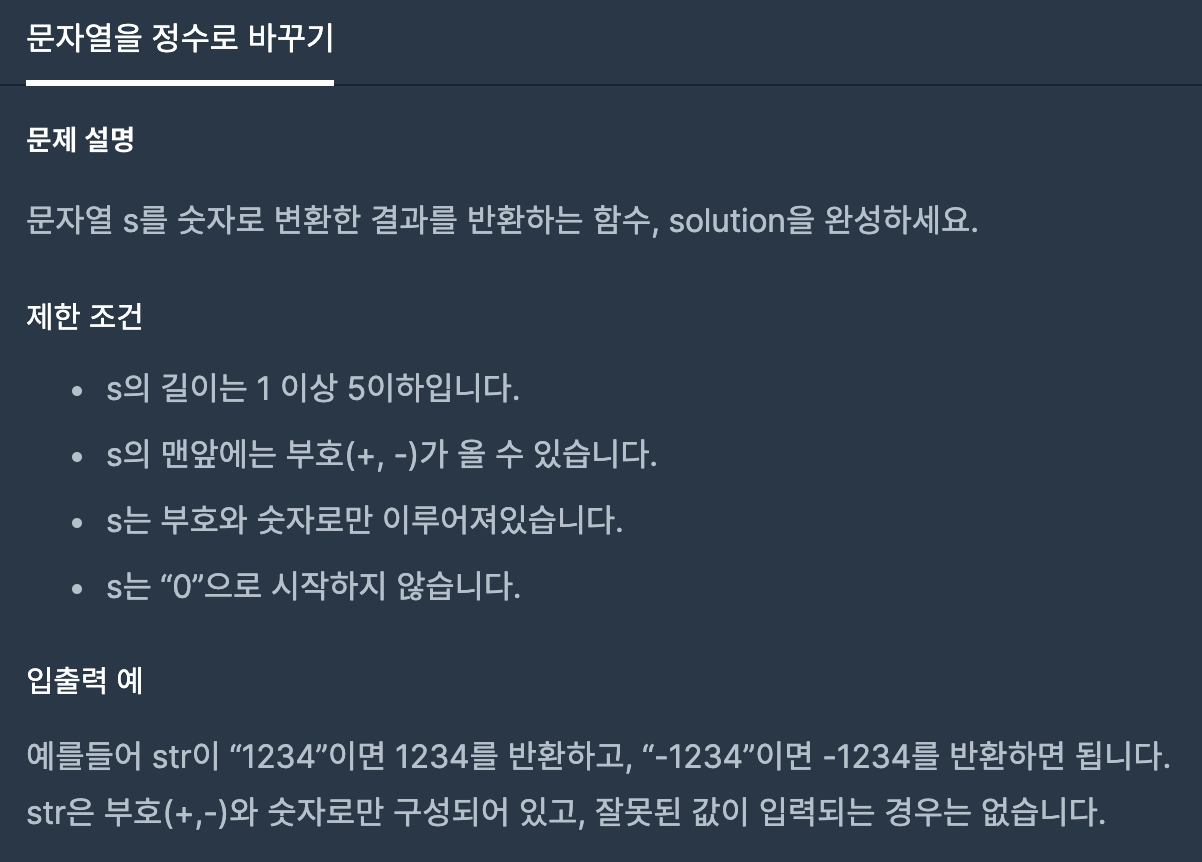 문자열을 정수로 바꾸기
문제 설명
문자열 s를 숫자로 변환한 결과를 반환하는 함수, solution을 완성하세요.
제한 조건
• s의 길이는 1 이상 5이하입니다.
• s의 맨앞에는 부호(+, -)가 올 수 있습니다.
• s는 부호와 숫자로만 이루어져있습니다.
• s는 “0”으로 시작하지 않습니다.
입출력 예
예를들어 str이 “1234”이면 1234를 반환하고, “-1234”이면 -1234를 반환하면 됩니다.
str은 부호(+,-)와 숫자로만 구성되어 있고, 잘못된 값이 입력되는 경우는 없습니다.